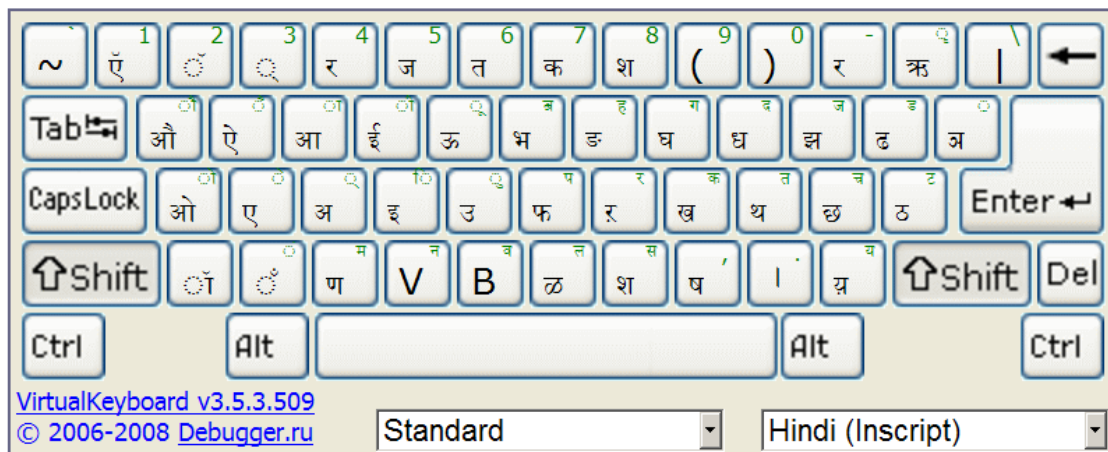 ~ ` ऍ 1 ॅ 2 ् 3 र 4 ज 5 त 6 क 7 श 8 ( 9 ) 0 र - ऋ ृ | \
Tab औ ौ ऐ ै आ ा ई ी ऊ ू भ ब ङ ह घ ग ध द झ ज ढ ड ञ ़
CapsLock ओ ो ए े अ ् इ ि उ ु फ प ऱ र ख क थ त छ च ठ ट Enter
Shift ॉ ँ ं ण म V न B व ळ ल श स ष , । . य़ य Shift Del
Ctrl Alt Alt Ctrl
VirtualKeyboard v3.5.3.509
© 2006-2008 Debugger.ru Standard Hindi (Inscript)